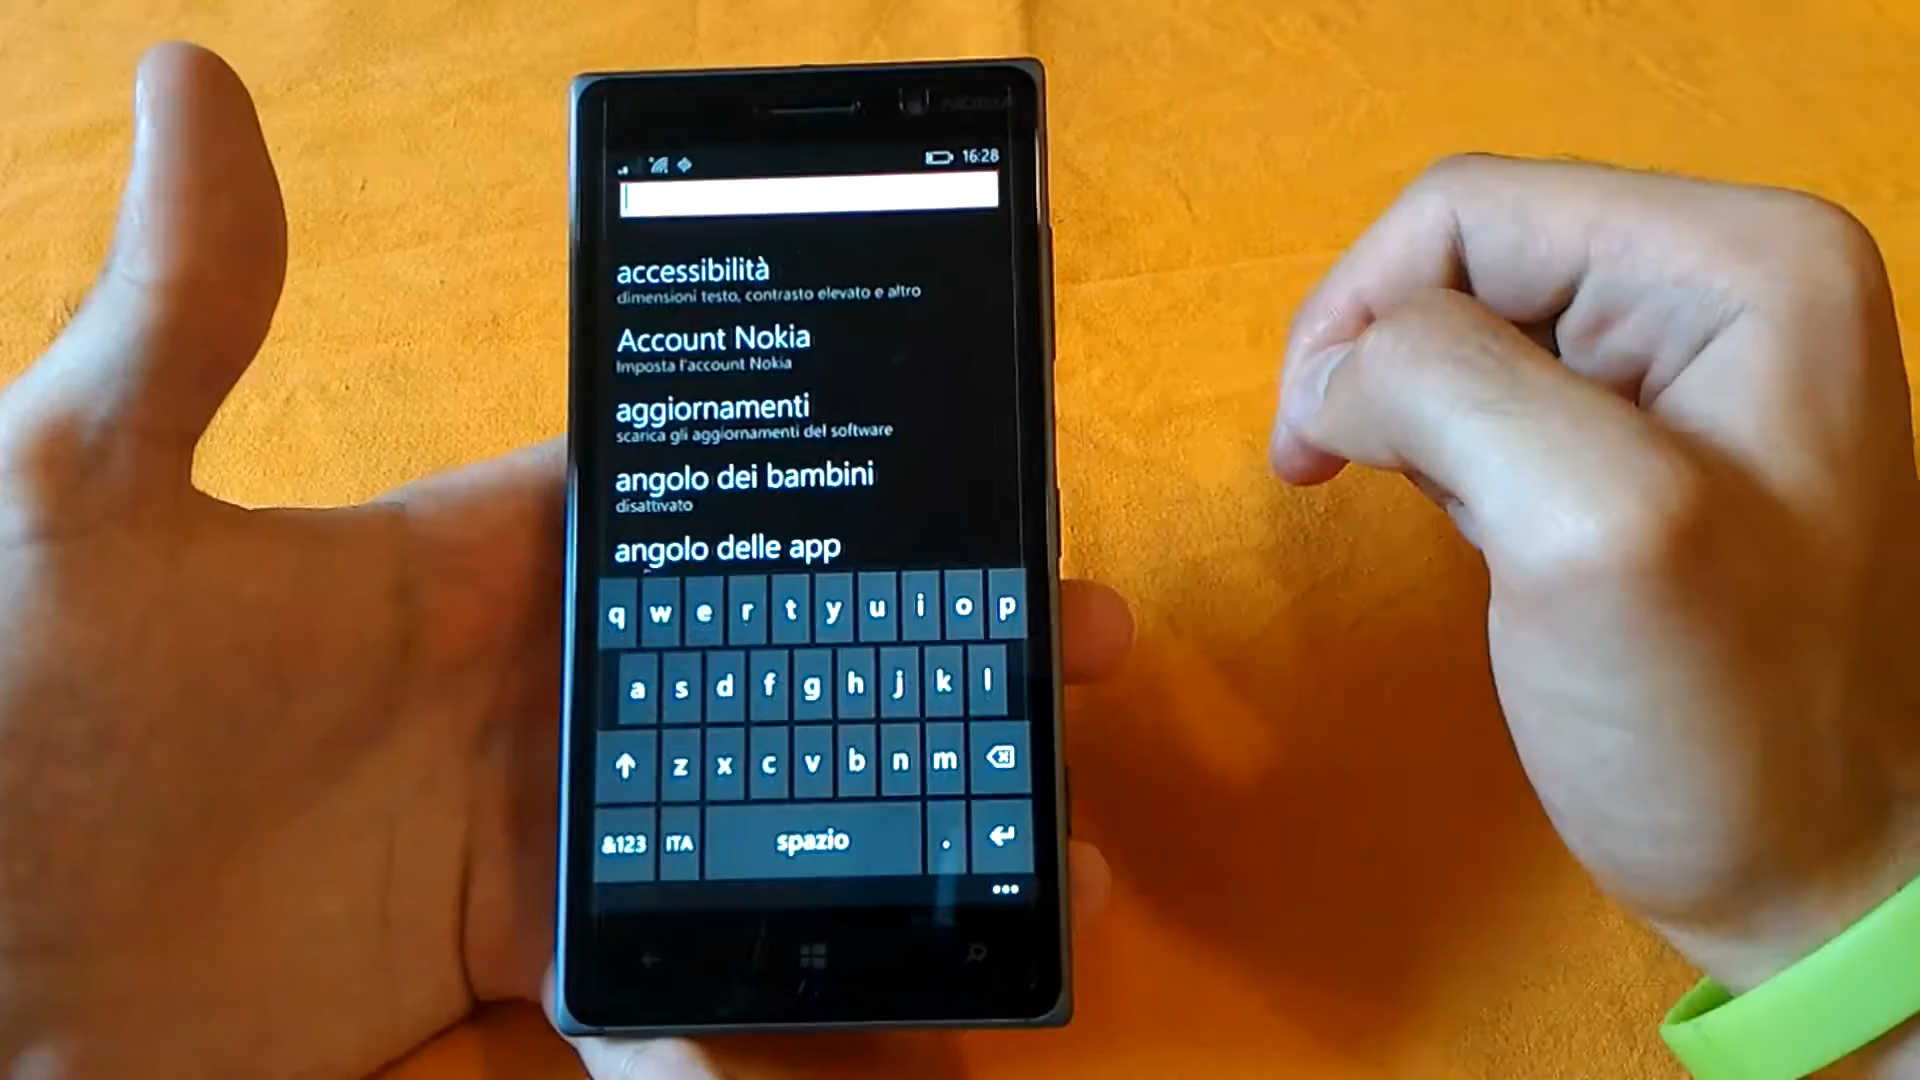 NOKIA
16:28
accessibilità
dimensioni testo, contrasto elevato e altro
Account Nokia
Imposta l'account Nokia
aggiornamenti
scarica gli aggiornamenti del software
angolo dei bambini
disattivato
angolo delle app
q w e r t y u i o p
a s d f g h j k l
z x c v b n m
&123 ITA spazio .